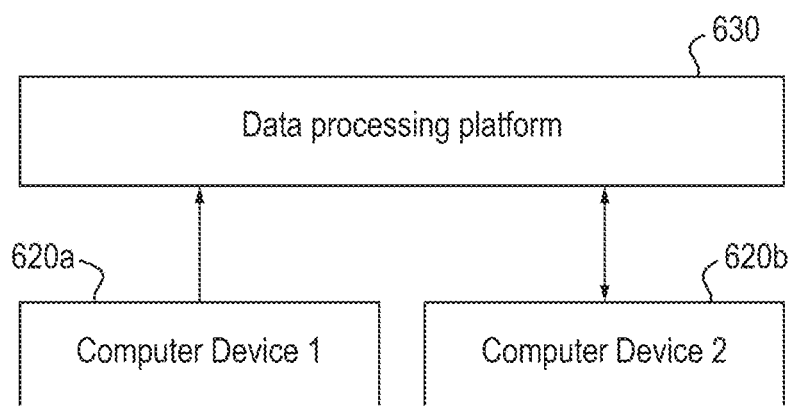 630
Data processing platform
620a
620b
Computer Device 1
Computer Device 2